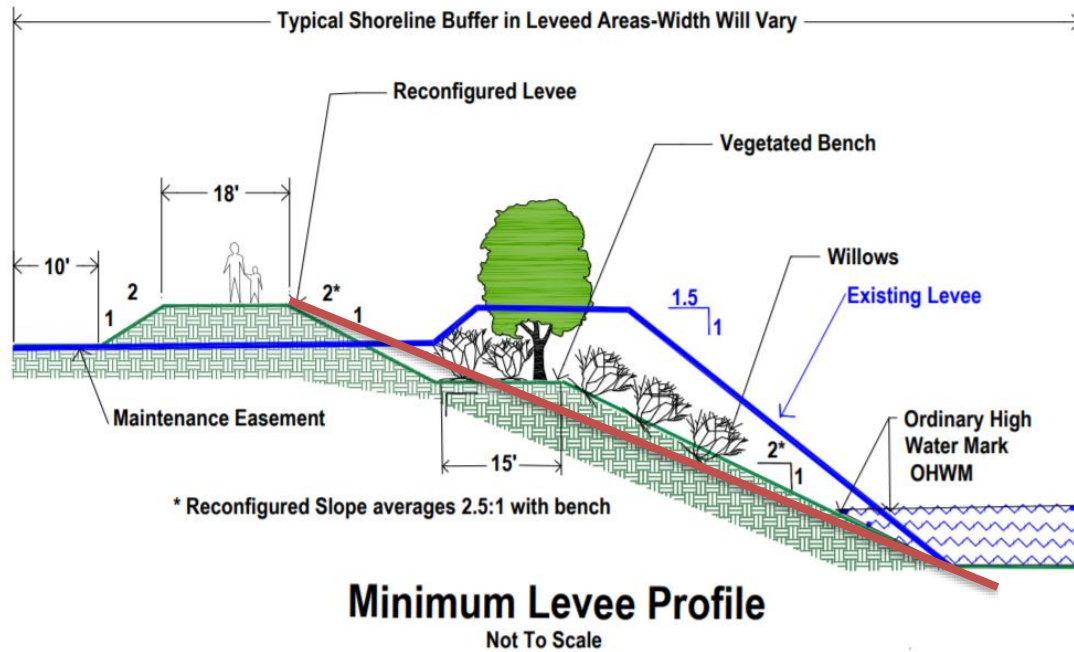 Typical Shoreline Buffer in Leveed Areas-Width Will Vary
Reconfigured Levee
Vegetated Bench
18'
10'
2
1
2*
1
1.5
1
Willows
Existing Levee
Maintenance Easement
Ordinary High
Water Mark
OHWM
2*
1
15'
* Reconfigured Slope averages 2.5:1 with bench
Minimum Levee Profile
Not To Scale